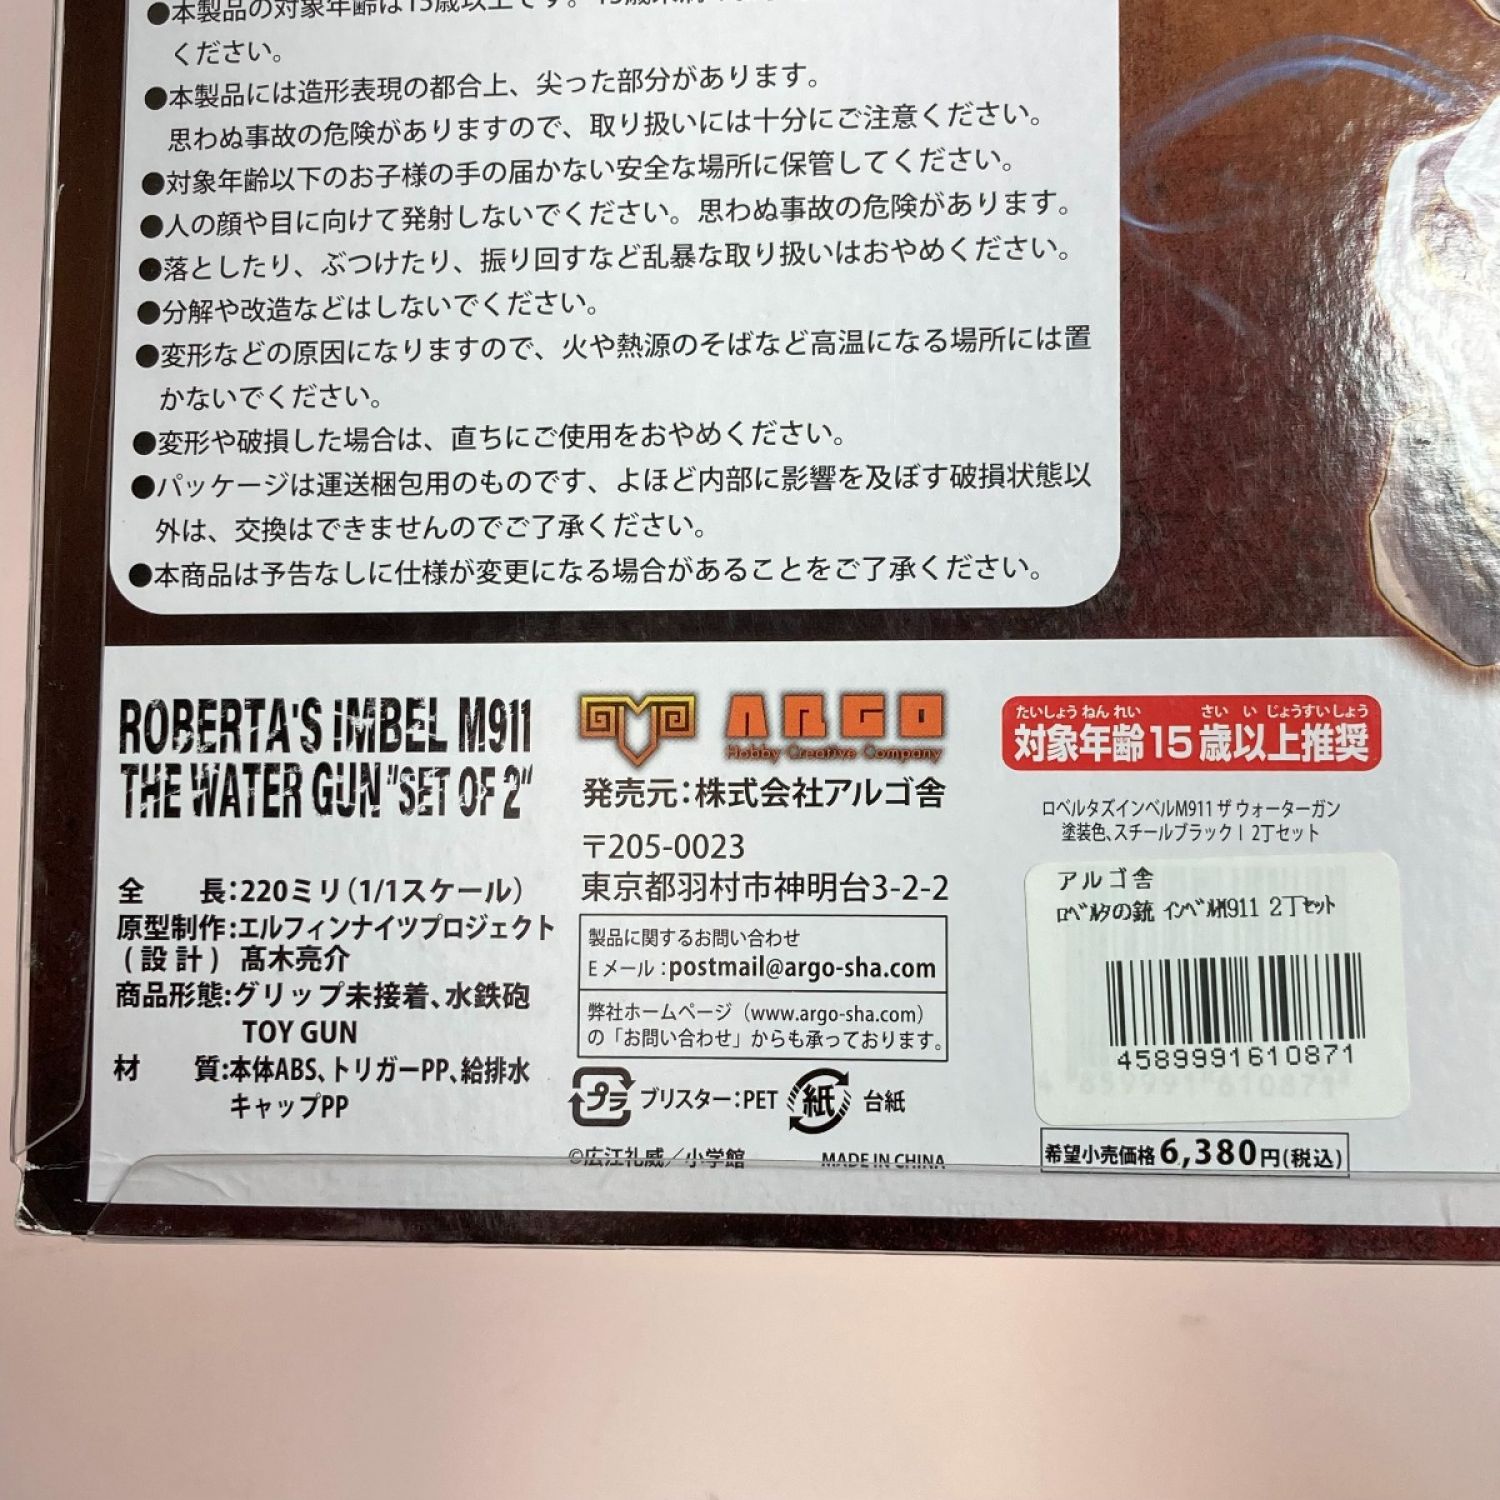 ●本製品の対象年齢は15歳以上です。
ください。
●本製品には造形表現の都合上、尖った部分があります。
思わぬ事故の危険がありますので、取り扱いには十分にご注意ください。
●対象年齢以下のお子様の手の届かない安全な場所に保管してください。
●人の顔や目に向けて発射しないでください。思わぬ事故の危険があります。
●落としたり、ぶつけたり、振り回すなど乱暴な取り扱いはおやめください。
●分解や改造などはしないでください。
●変形などの原因になりますので、火や熱源のそばなど高温になる場所には置
かないでください。
●変形や破損した場合は、直ちにご使用をおやめください。
●パッケージは運送梱包用のものです、よほど内部に影響を及ぼす破損状態以
外は、交換はできませんのでご了承ください。
●本商品は予告なしに仕様が変更になる場合があることをご了承ください。
ROBERTA'S iMBEL M911
THE WATER GUN "SET OF 2"
全 長:220ミリ(1/1スケール)
原型制作:エルフィンナイツプロジェクト
(設計) 髙木亮介
商品形態:グリップ未接着、水鉄砲
TOY GUN
材 質:本体ABS、トリガーPP、給排水
キャップPP
ARGO
Hobby Creative Company
発売元:株式会社アルゴ舎
〒205-0023
東京都羽村市神明台3-2-2
製品に関するお問い合わせ
Eメール:postmail@argo-sha.com
弊社ホームページ(www.argo-sha.com)
の「お問い合わせ」からも承っております。
プラ ブリスター:PET 紙 台紙
©広江礼威/小学館 MADE IN CHINA
たいしょうねんれい さい いじょうすいしょう
対象年齢15歳以上推奨
ロベルタズインベルM911 ザ ウォーターガン
塗装色、スチールブラック I 2丁セット
アルゴ舎
ロベルタの銃 インベルM911 2丁セット
4589991610871
希望小売価格6,380円(税込)